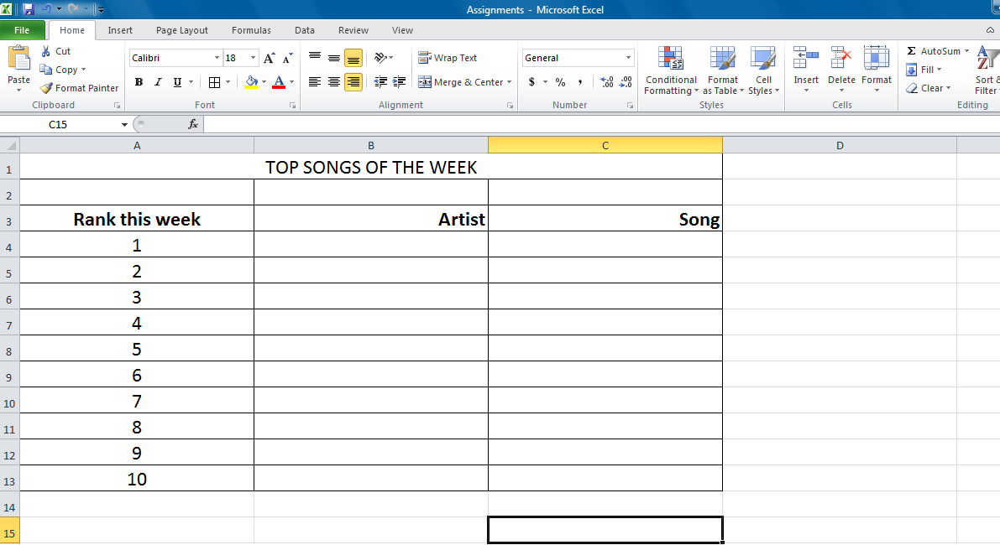 Assignments - Microsoft Excel
File Home Insert Page Layout Formulas Data Review View
Paste
Cut
Copy
Format Painter
Clipboard
Calibri 18 A A
B I U A
Font
Wrap Text
Merge & Center
Alignment
General
$ % , .00 .00
Number
Conditional Formatting
Format as Table
Cell Styles
Styles
Insert Delete Format
Cells
Σ AutoSum
Fill
Clear
Sort &
Filter
Editing
C15 fx
A B C D
1 TOP SONGS OF THE WEEK
2
3 Rank this week Artist Song
4 1
5 2
6 3
7 4
8 5
9 6
10 7
11 8
12 9
13 10
14
15